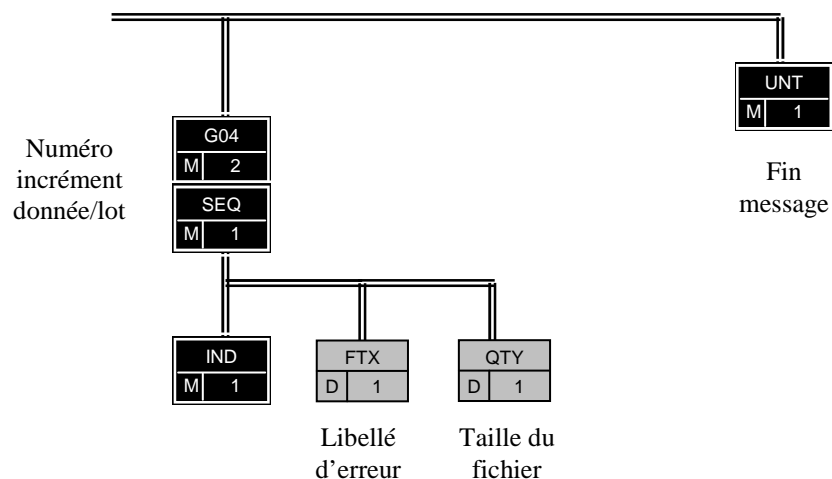 UNT
M 1
G04
M 2
Numéro
incrément
donnée/lot
SEQ
M 1
Fin
message
IND
M 1
FTX
D 1
QTY
D 1
Libellé
d’erreur
Taille du
fichier